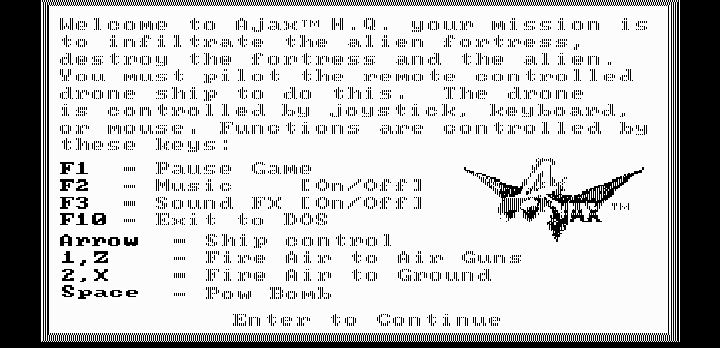 Welcome to Ajax™ H.Q. your mission is
to infiltrate the alien fortress,
destroy the fortress and the alien.
You must pilot the remote controlled
drone ship to do this. The drone
is controlled by joystick, keyboard,
or mouse. Functions are controlled by
these keys:
F1 - Pause Game
F2 - Music [On/Off]
F3 - Sound FX [On/Off]
F10 - Exit to DOS
AJAX™
Arrow - Ship control
1,Z - Fire Air to Air Guns
2,X - Fire Air to Ground
Space - Pow Bomb
Enter to Continue